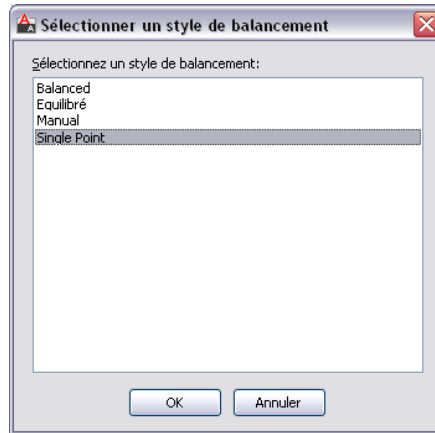 Sélectionner un style de balancement
Sélectionnez un style de balancement:
Balanced
Equilibré
Manual
Single Point
OK
Annuler